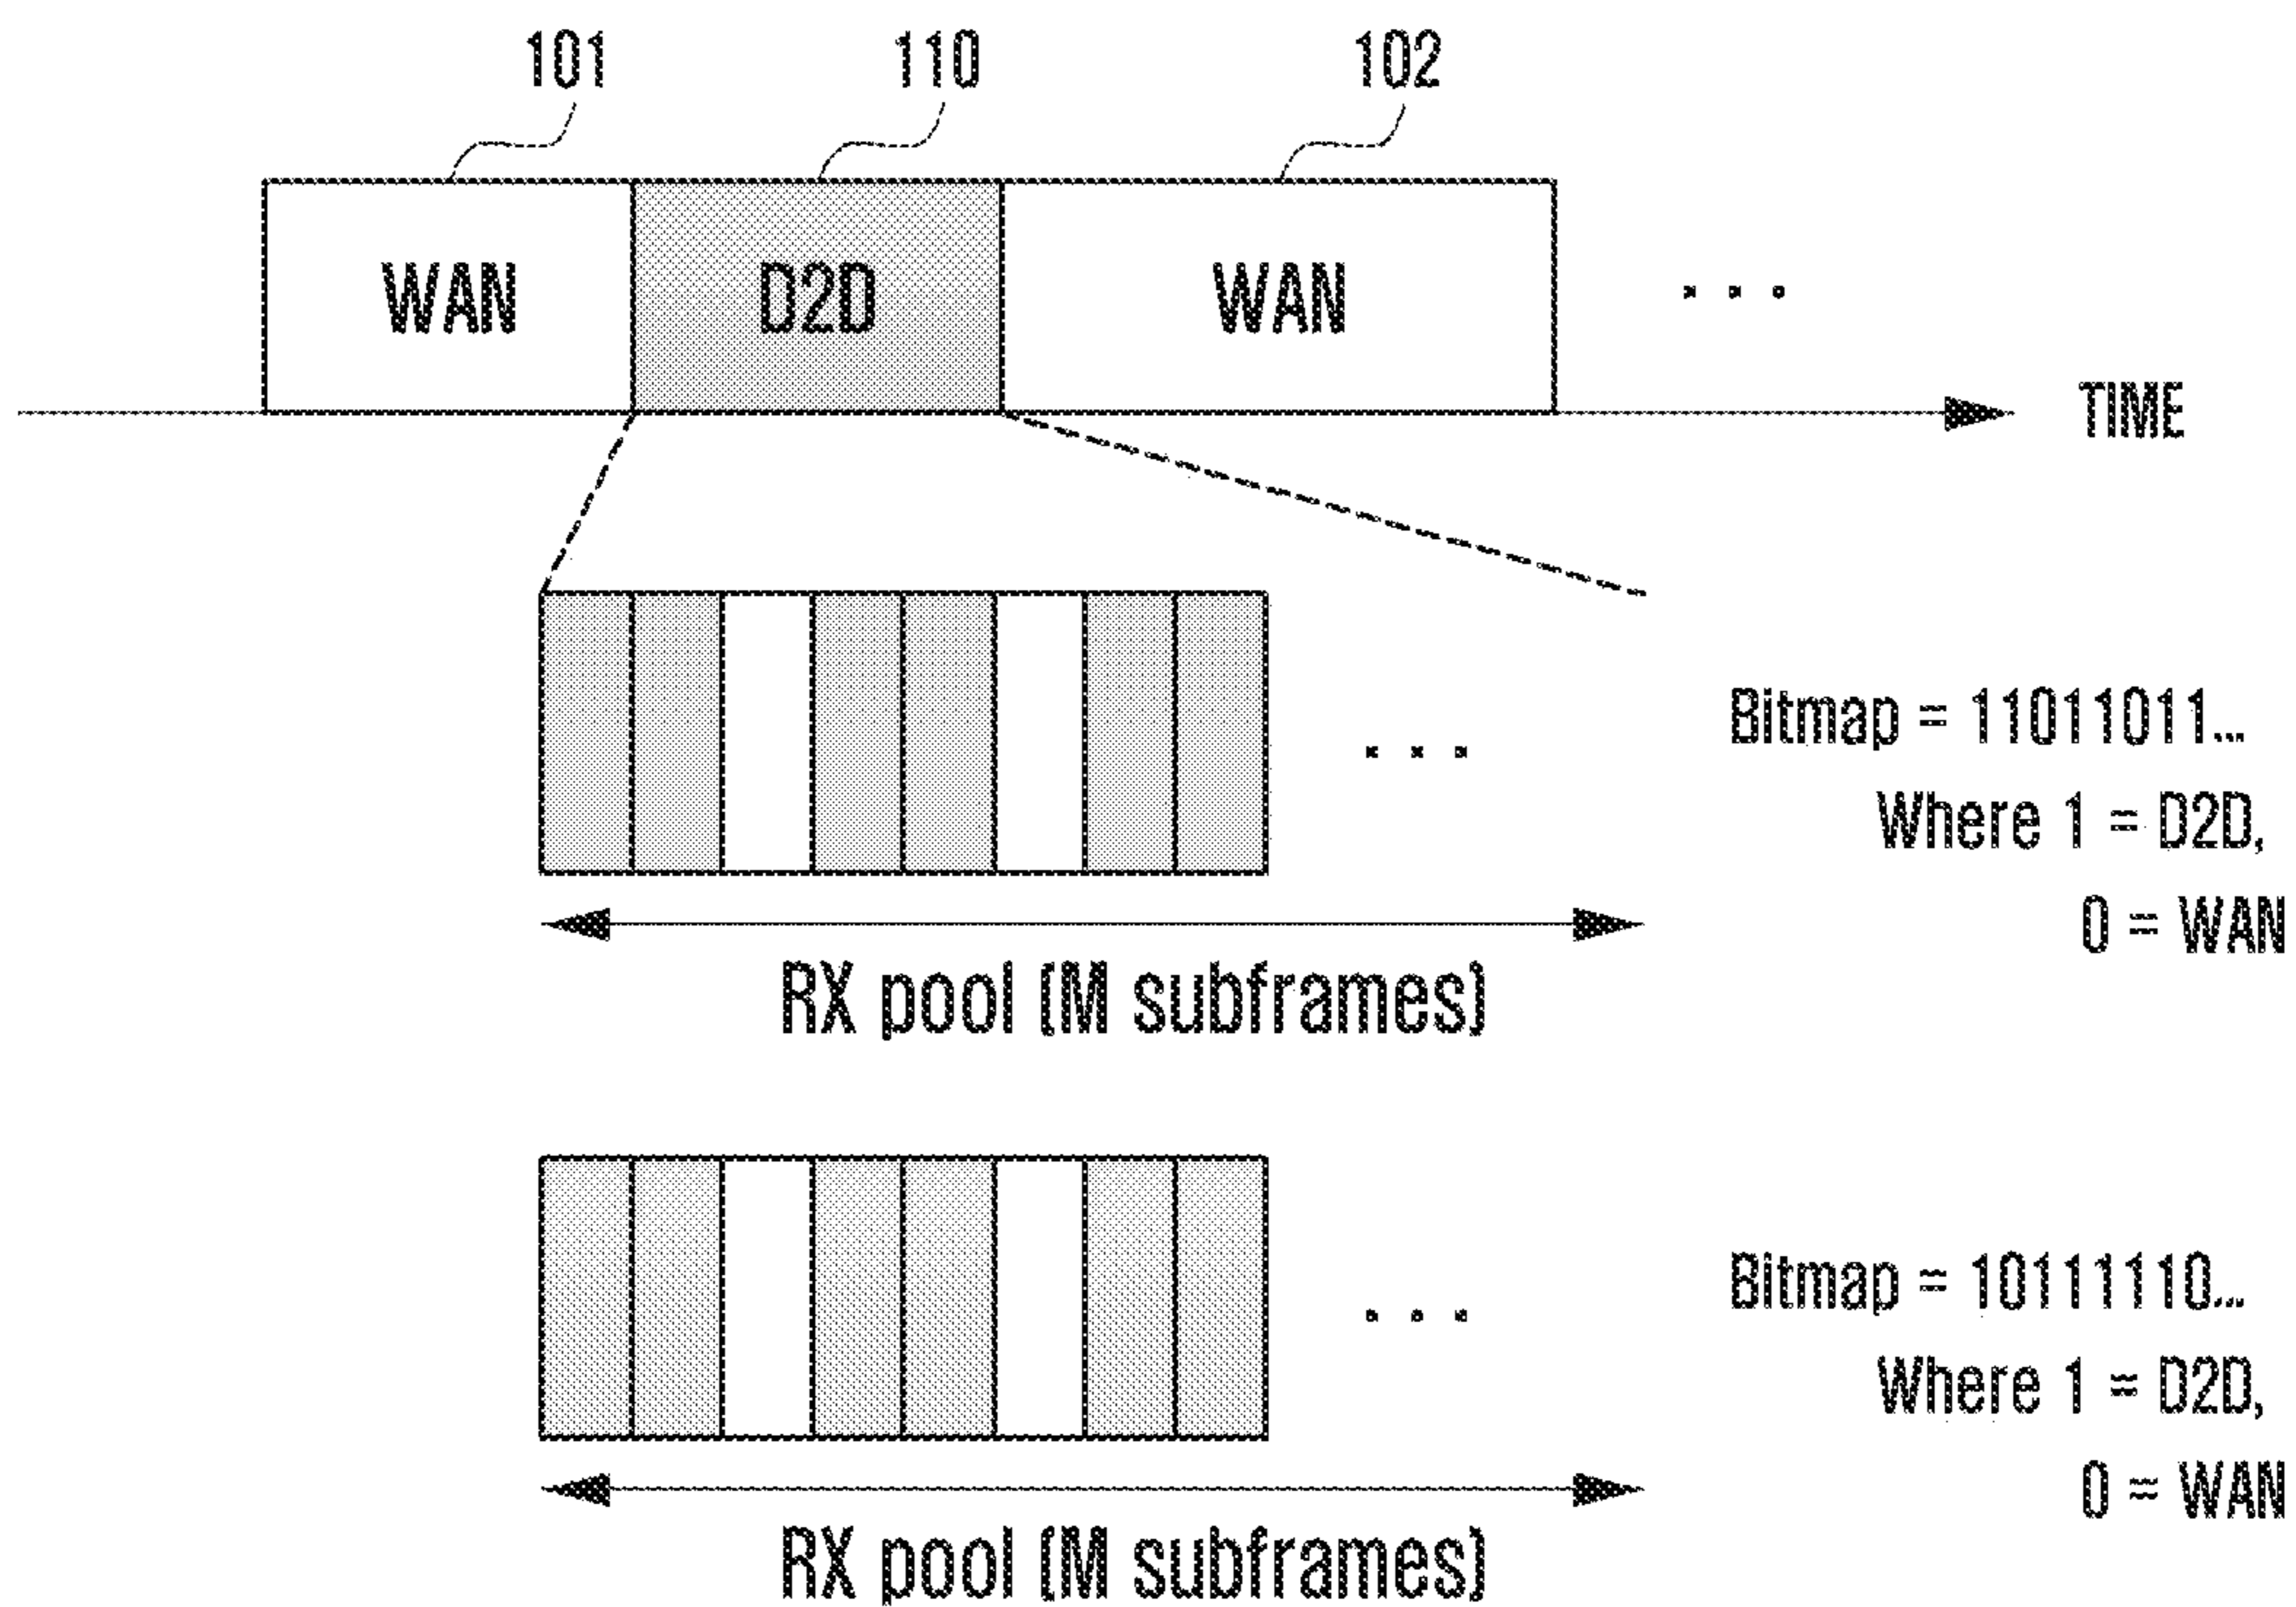 101 110 102
WAN D2D WAN ...
TIME
... Bitmap = 11011011...
Where 1 = D2D,
0 = WAN
RX pool (M subframes)
... Bitmap = 10111110...
Where 1 = D2D,
0 = WAN
RX pool (M subframes)